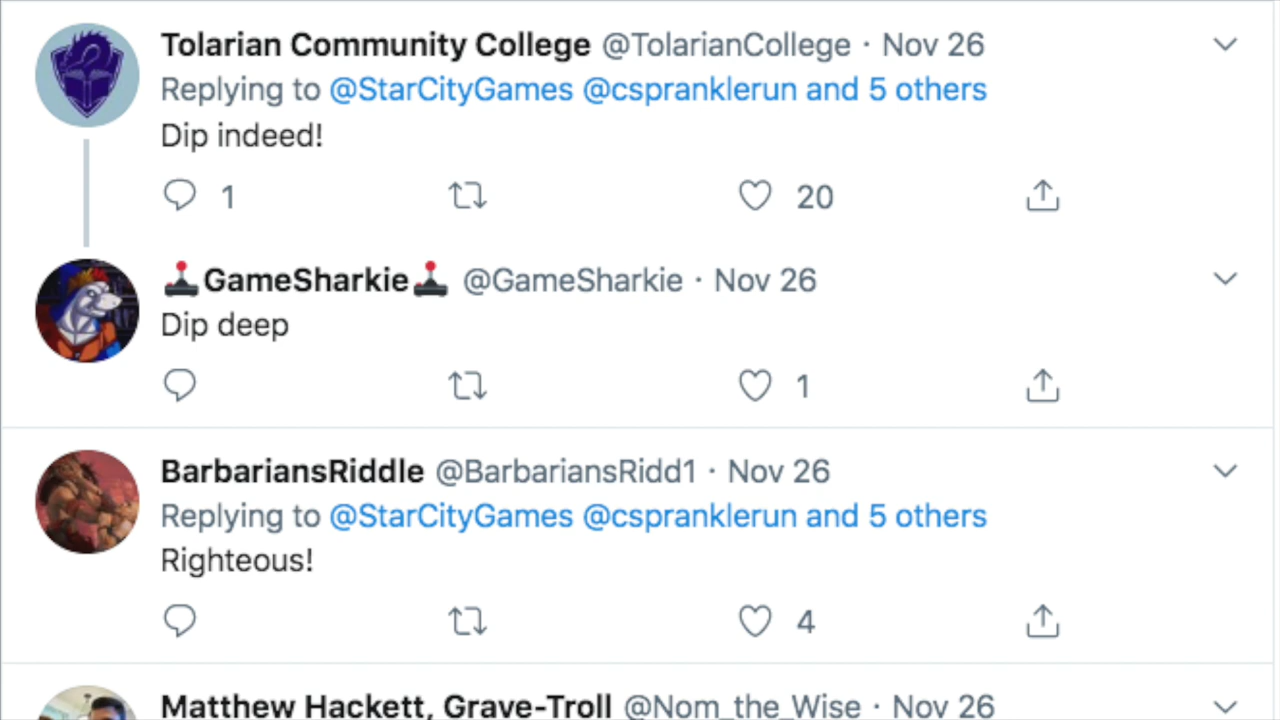 Tolarian Community College @TolarianCollege · Nov 26
Replying to @StarCityGames @cspranklerun and 5 others
Dip indeed!
1 20
GameSharkie @GameSharkie · Nov 26
Dip deep
1
BarbariansRiddle @BarbariansRidd1 · Nov 26
Replying to @StarCityGames @cspranklerun and 5 others
Righteous!
4
Matthew Hackett, Grave-Troll @Nom_the_Wise · Nov 26